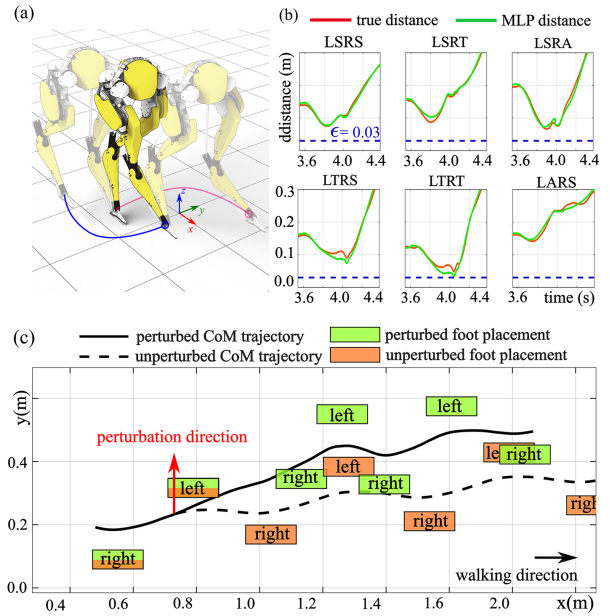 (a)
z
y
x
(b)
true distance
MLP distance
LSRS
LSRT
LSRA
ddistance (m)
ϵ= 0.03
3.6 4.0 4.4
3.6 4.0 4.4
3.6 4.0 4.4
LTRS
LTRT
LARS
0.3
0.2
0.1
0.0
3.6 4.0 4.4
3.6 4.0 4.4
3.6 time (s)
(c)
perturbed CoM trajectory
perturbed foot placement
unperturbed CoM trajectory
unperturbed foot placement
y(m)
left
left
perturbation direction
left
le
right
0.4
left
right
right
right
right
0.2
right
right
0.0
walking direction
0.4 0.6 0.8 1.0 1.2 1.4 1.6 1.8 2.0 x(m)